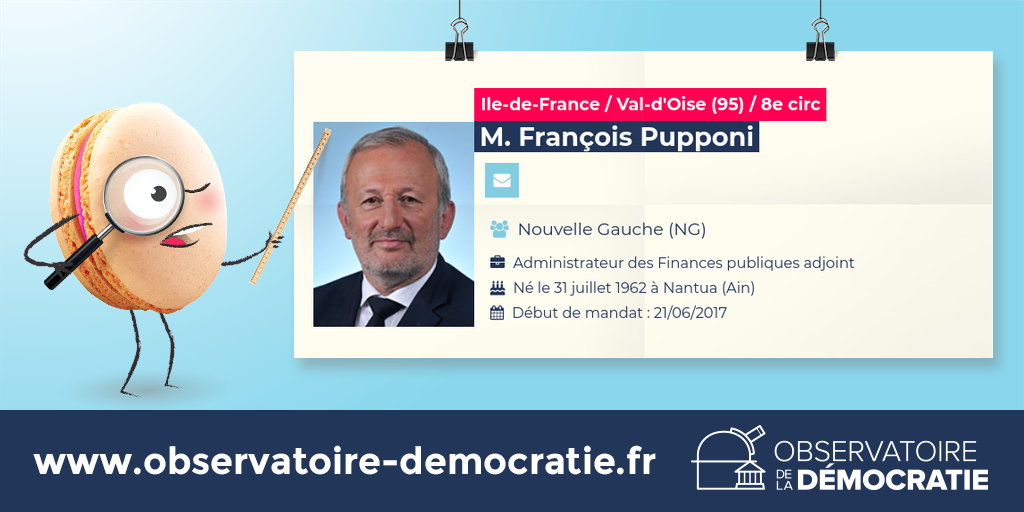 Ile-de-France / Val-d'Oise (95) / 8e circ
M. François Pupponi
Nouvelle Gauche (NG)
Administrateur des Finances publiques adjoint
Né le 31 juillet 1962 à Nantua (Ain)
Début de mandat : 21/06/2017
www.observatoire-democratie.fr
OBSERVATOIRE
DE LA DÉMOCRATIE